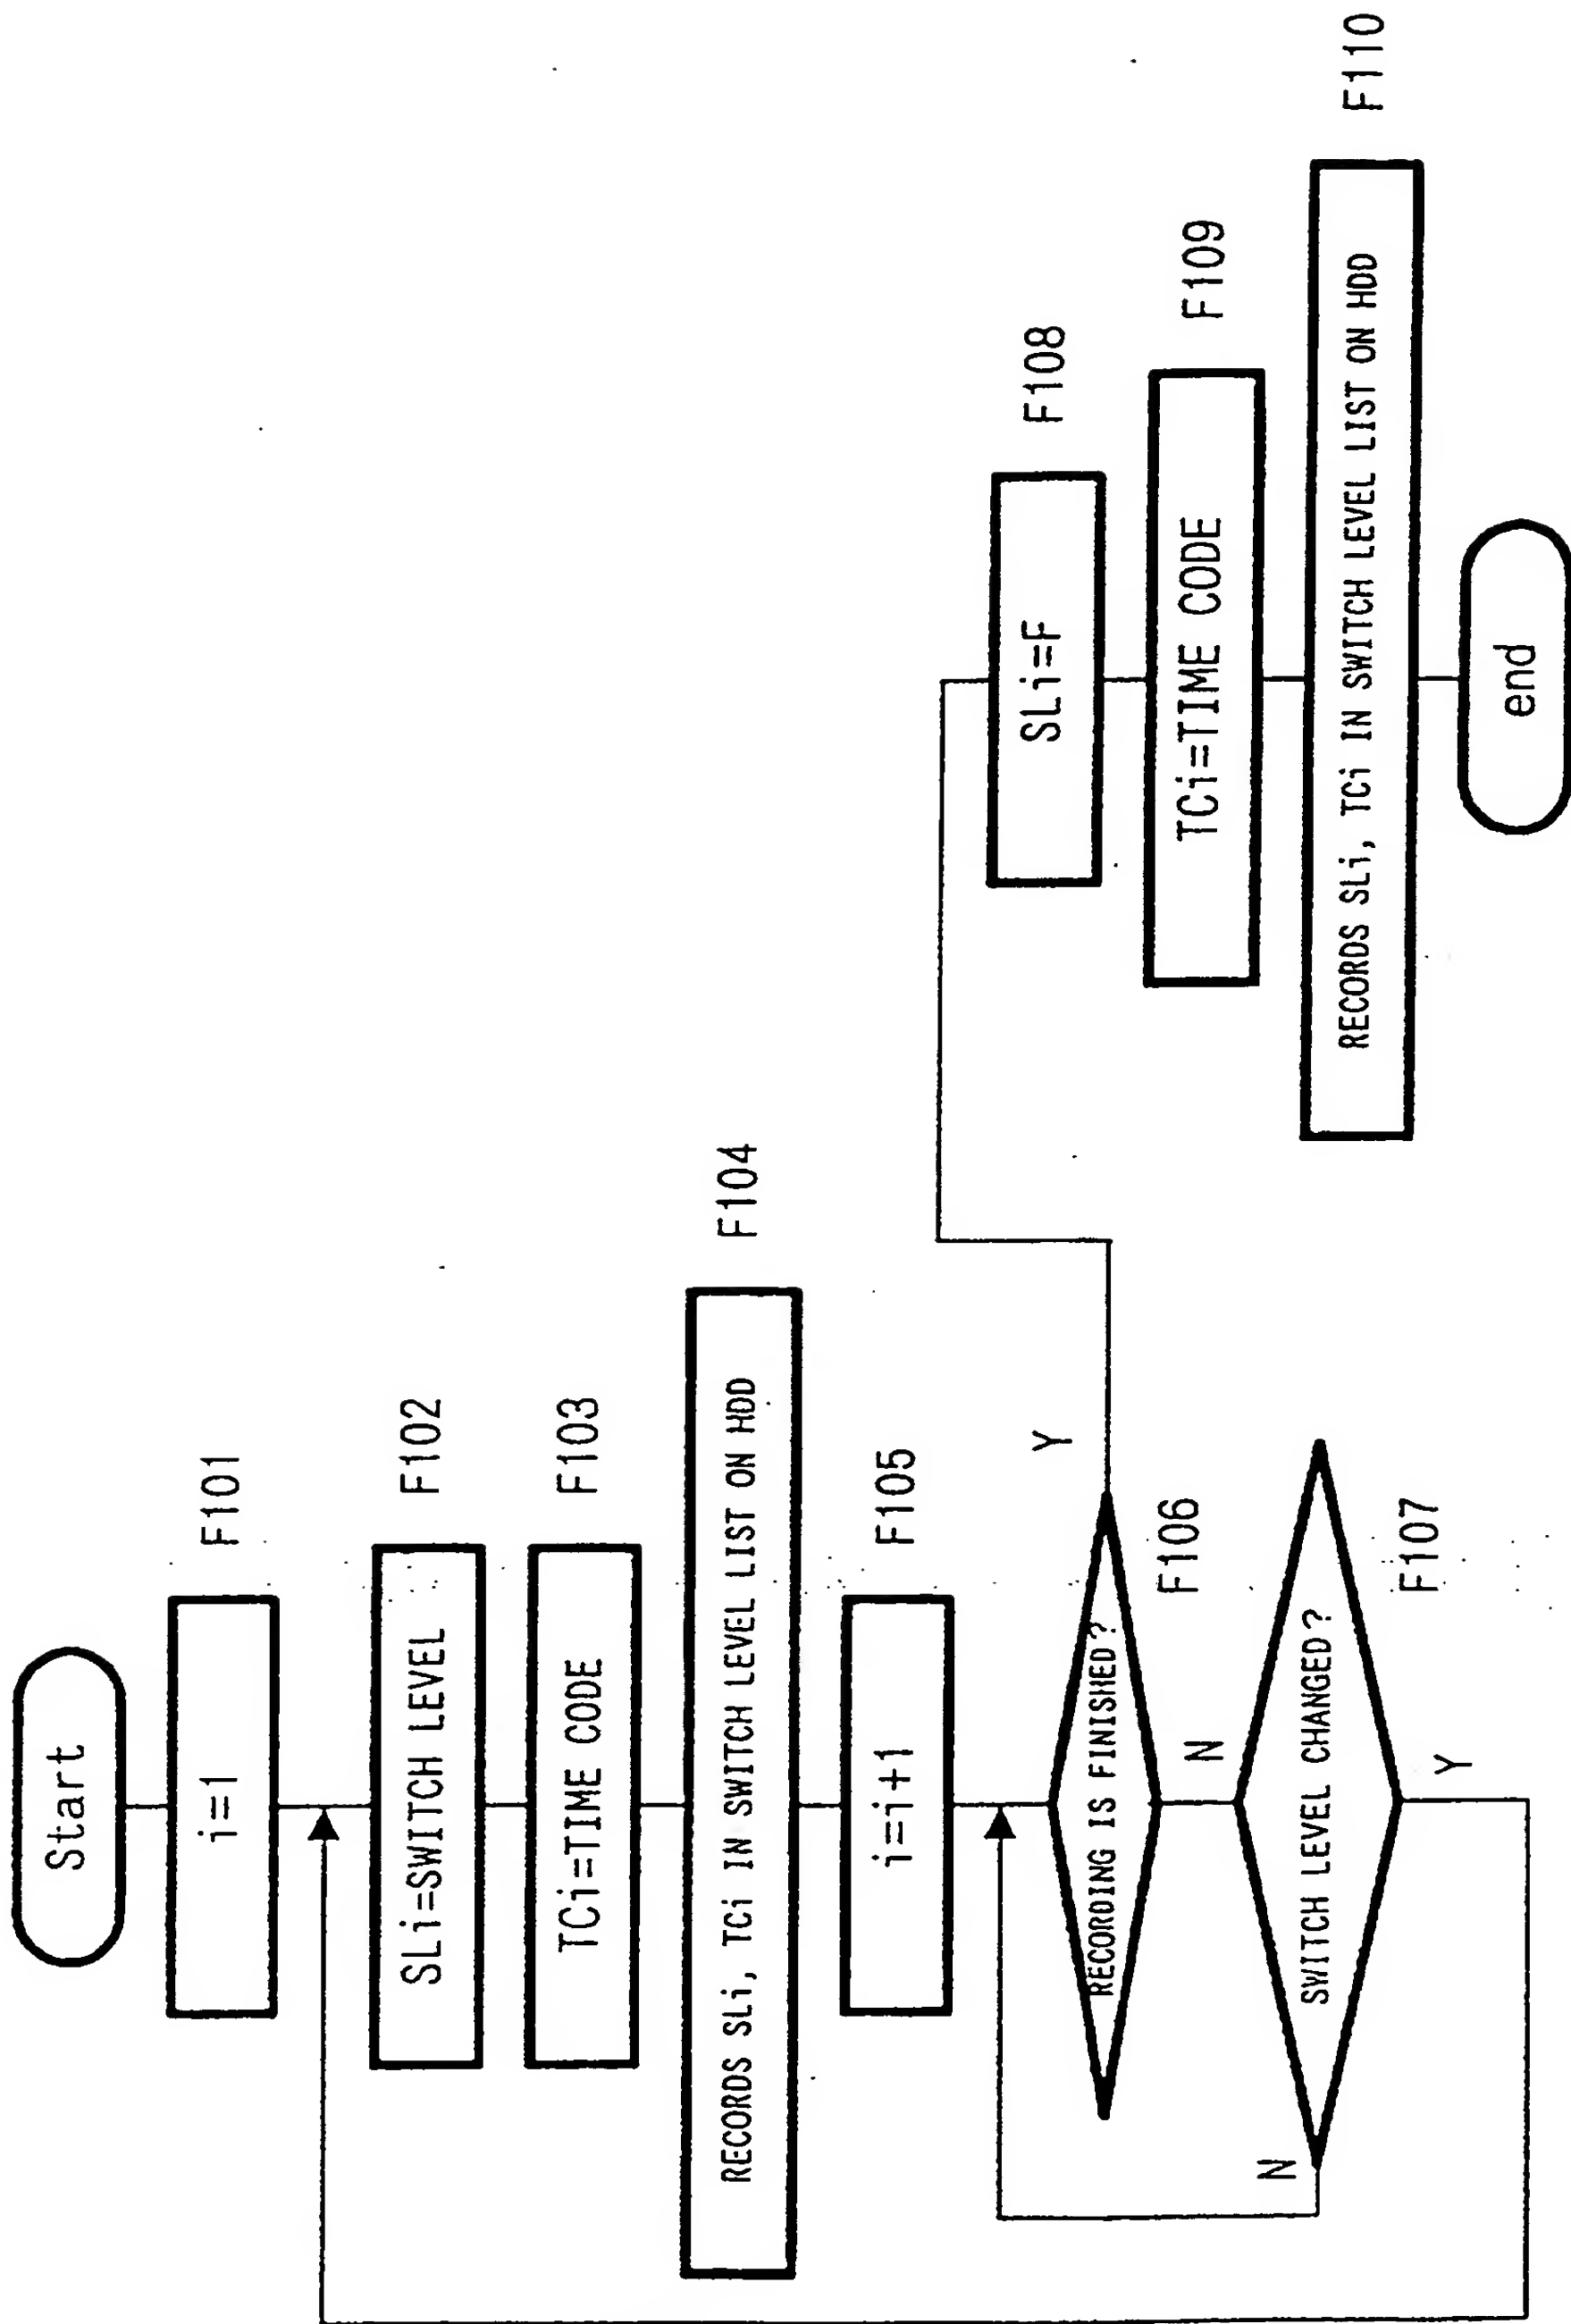 Start
i=1
F101
SLi=SWITCH LEVEL
F102
TCi=TIME CODE
F103
RECORDS SLi, TCi IN SWITCH LEVEL LIST ON HDD
F104
i=i+1
F105
RECORDING IS FINISHED?
Y
F106
N
SWITCH LEVEL CHANGED?
N
F107
Y
SLi=F
F108
TCi=TIME CODE
F109
RECORDS SLi, TCi IN SWITCH LEVEL LIST ON HDD
F110
end